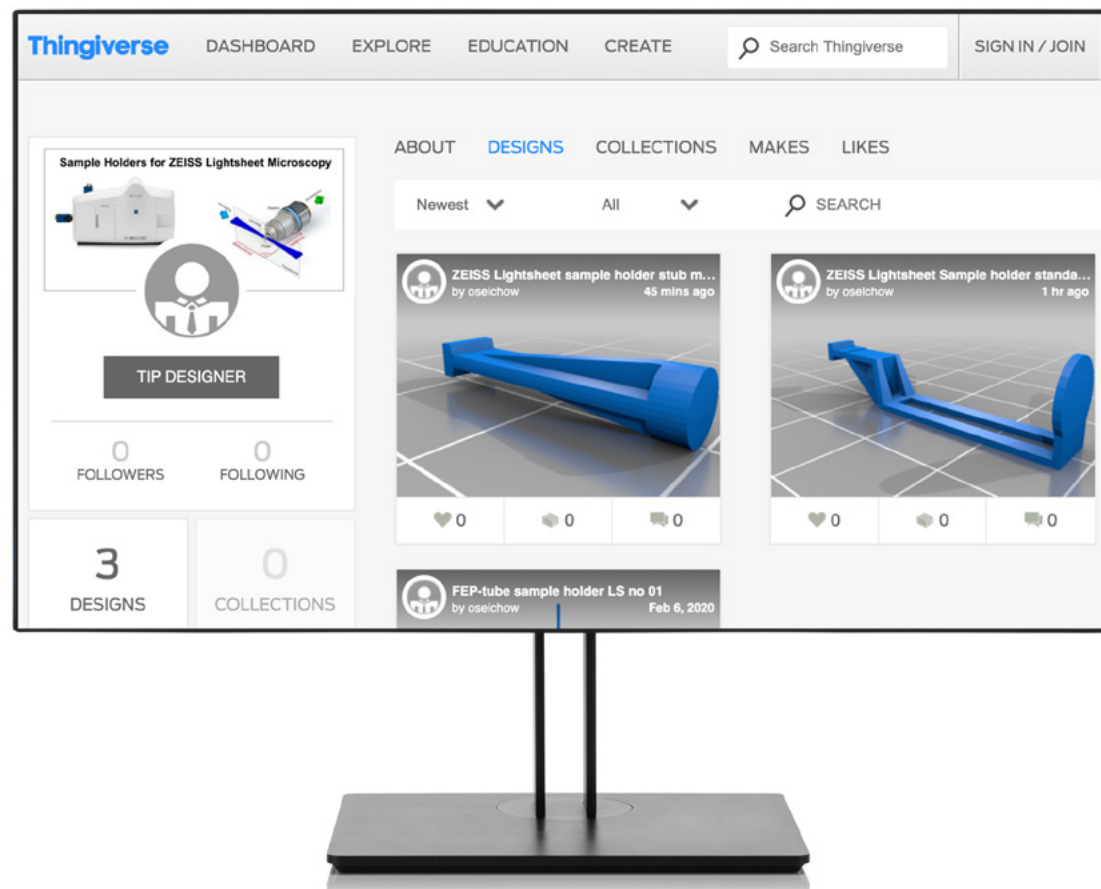 Thingiverse DASHBOARD EXPLORE EDUCATION CREATE Search Thingiverse SIGN IN / JOIN
ABOUT DESIGNS COLLECTIONS MAKES LIKES
Newest All SEARCH
Sample Holders for ZEISS Lightsheet Microscopy
TIP DESIGNER
0 0
FOLLOWERS FOLLOWING
3 0
DESIGNS COLLECTIONS
ZEISS Lightsheet sample holder stub m...
by oseichow 45 mins ago
0 0 0
ZEISS Lightsheet Sample holder standa...
by oseichow 1 hr ago
0 0 0
FEP-tube sample holder LS no 01
by oseichow Feb 6, 2020